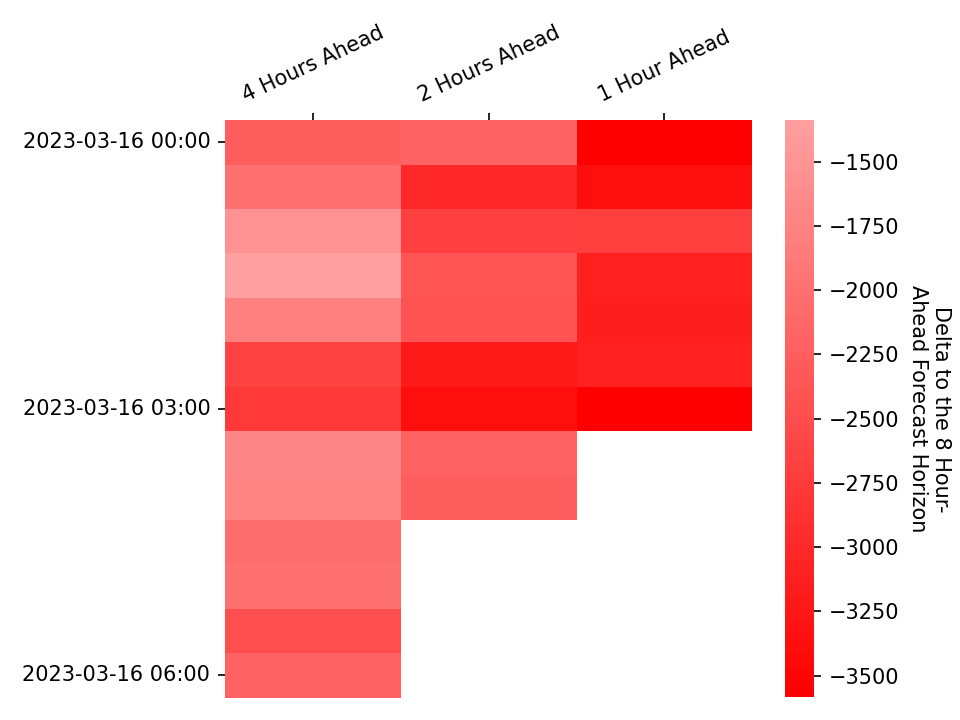 4 Hours Ahead
2 Hours Ahead
1 Hour Ahead
2023-03-16 00:00
2023-03-16 03:00
2023-03-16 06:00
−1500
−1750
−2000
−2250
−2500
−2750
−3000
−3250
−3500
Delta to the 8 Hour-
Ahead Forecast Horizon